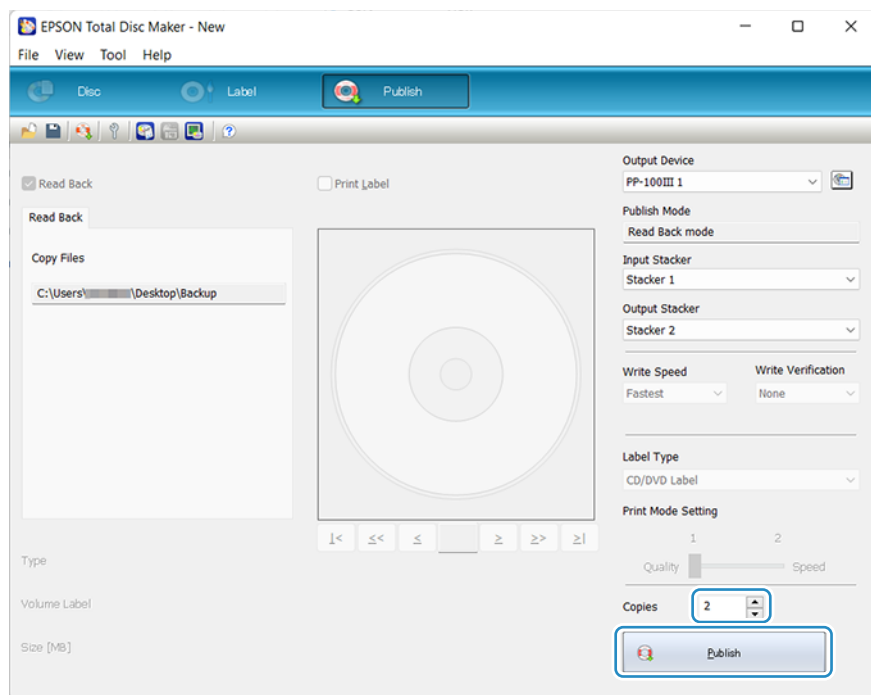 EPSON Total Disc Maker - New
File View Tool Help
Disc Label Publish
Read Back
Print Label
Read Back
Copy Files
C:\Users\ \Desktop\Backup
|< << < > >> >|
Type
Volume Label
Size [MB]
Output Device
PP-100III 1
Publish Mode
Read Back mode
Input Stacker
Stacker 1
Output Stacker
Stacker 2
Write Speed Write Verification
Fastest None
Label Type
CD/DVD Label
Print Mode Setting
1 2
Quality Speed
Copies 2
Publish